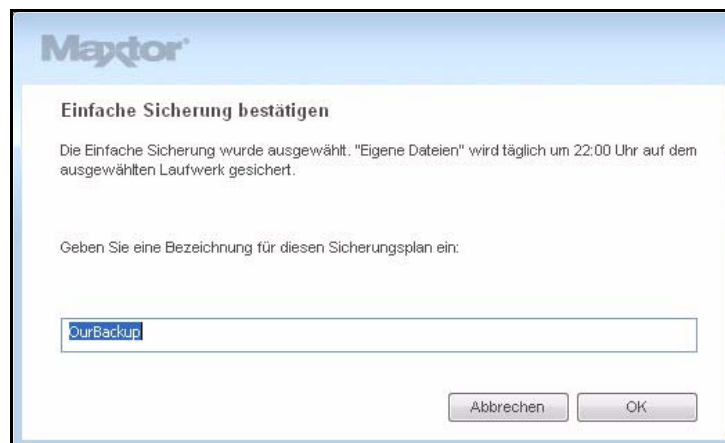 Maxtor
Einfache Sicherung bestätigen
Die Einfache Sicherung wurde ausgewählt. "Eigene Dateien" wird täglich um 22:00 Uhr auf dem
ausgewählten Laufwerk gesichert.
Geben Sie eine Bezeichnung für diesen Sicherungsplan ein:
OurBackup
Abbrechen
OK